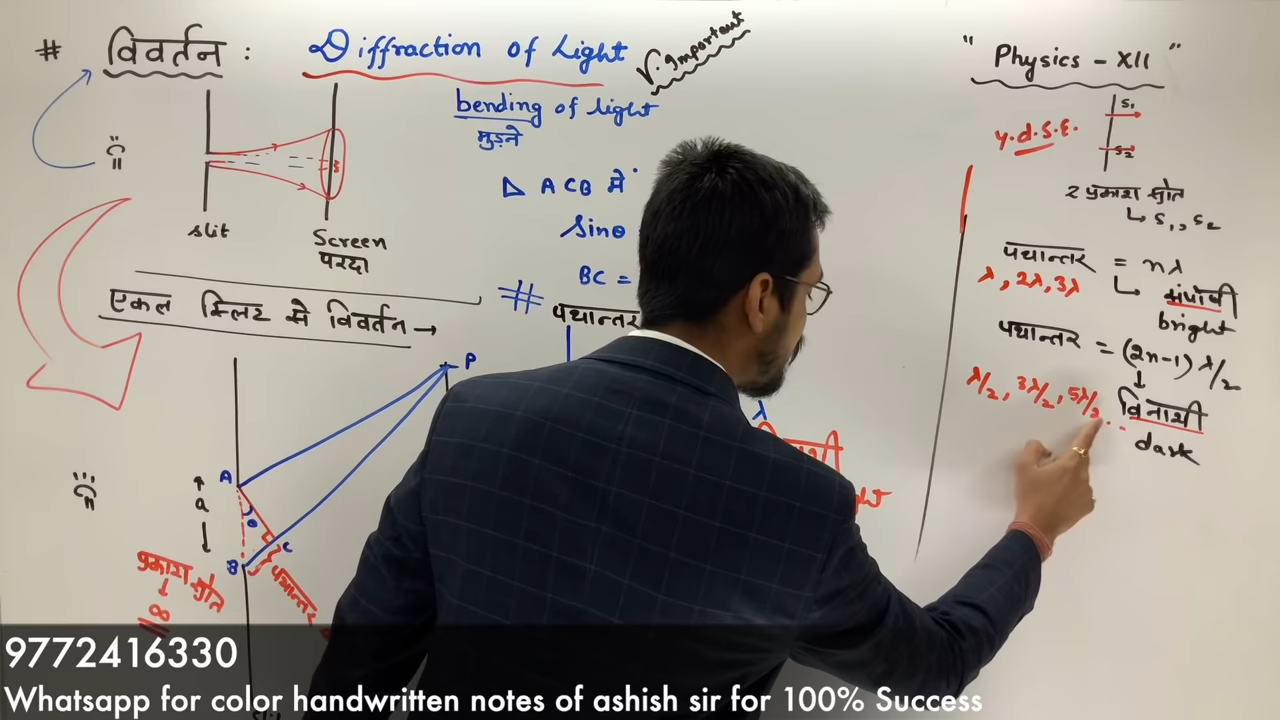 # विवर्तन : Diffraction of Light
V. Important
bending of light
मुड़ने
slit
Screen
परदा
Δ ACB में
Sinθ
BC =
# पथान्तर
एकल स्लिट से विवर्तन →
P
A
a
θ
B
C
पथान्तर
प्रकाश स्रोत
↓
∞
λ
" Physics - XII "
Y.d.S.E.
S₁
S₂
2 प्रकाश स्रोत
↳ S₁, S₂
पथान्तर = nλ
λ, 2λ, 3λ
↳ संपोषी
bright
पथान्तर = (2n-1) λ/2
↓
λ/2, 3λ/2, 5λ/2 ...
विनाशी
dark
9772416330
Whatsapp for color handwritten notes of ashish sir for 100% Success